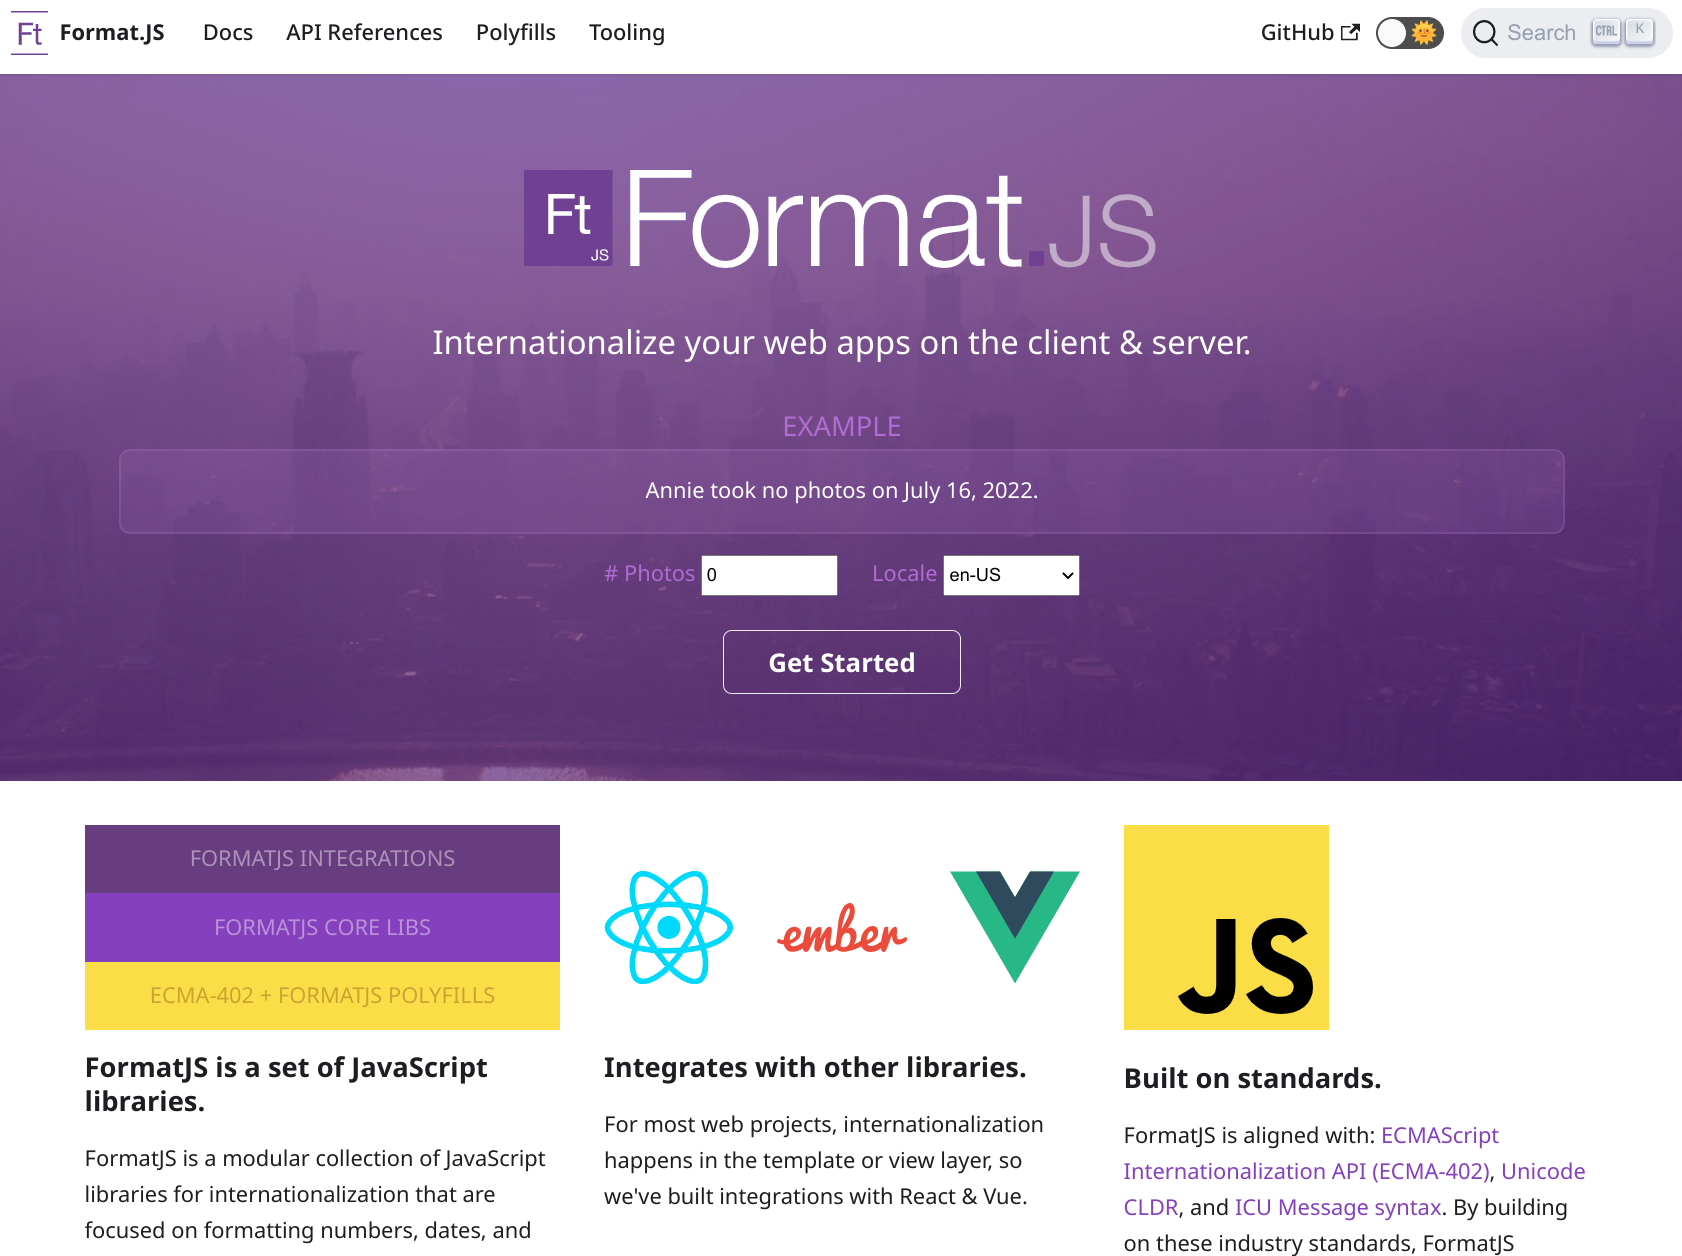 Ft Format.JS Docs API References Polyfills Tooling GitHub Search CTRL K
Ft JS Format.JS
Internationalize your web apps on the client & server.
EXAMPLE
Annie took no photos on July 16, 2022.
# Photos 0 Locale en-US
Get Started
FORMATJS INTEGRATIONS
FORMATJS CORE LIBS
ECMA-402 + FORMATJS POLYFILLS
FormatJS is a set of JavaScript
libraries.
FormatJS is a modular collection of JavaScript
libraries for internationalization that are
focused on formatting numbers, dates, and
ember
Integrates with other libraries.
For most web projects, internationalization
happens in the template or view layer, so
we've built integrations with React & Vue.
JS
Built on standards.
FormatJS is aligned with: ECMAScript
Internationalization API (ECMA-402), Unicode
CLDR, and ICU Message syntax. By building
on these industry standards, FormatJS